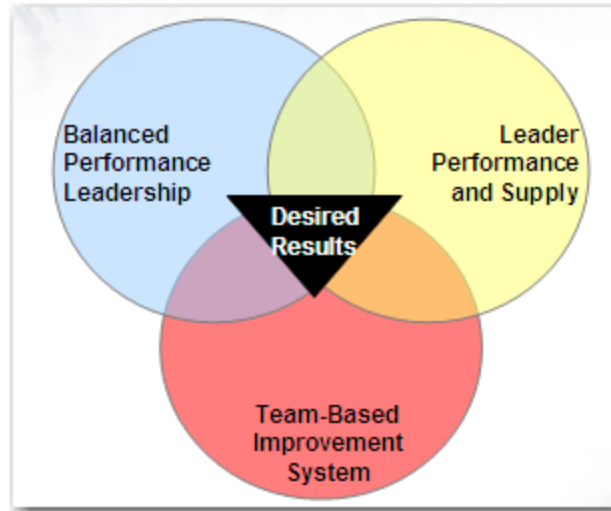 Balanced
Performance
Leadership
Leader
Performance
and Supply
Desired
Results
Team-Based
Improvement
System